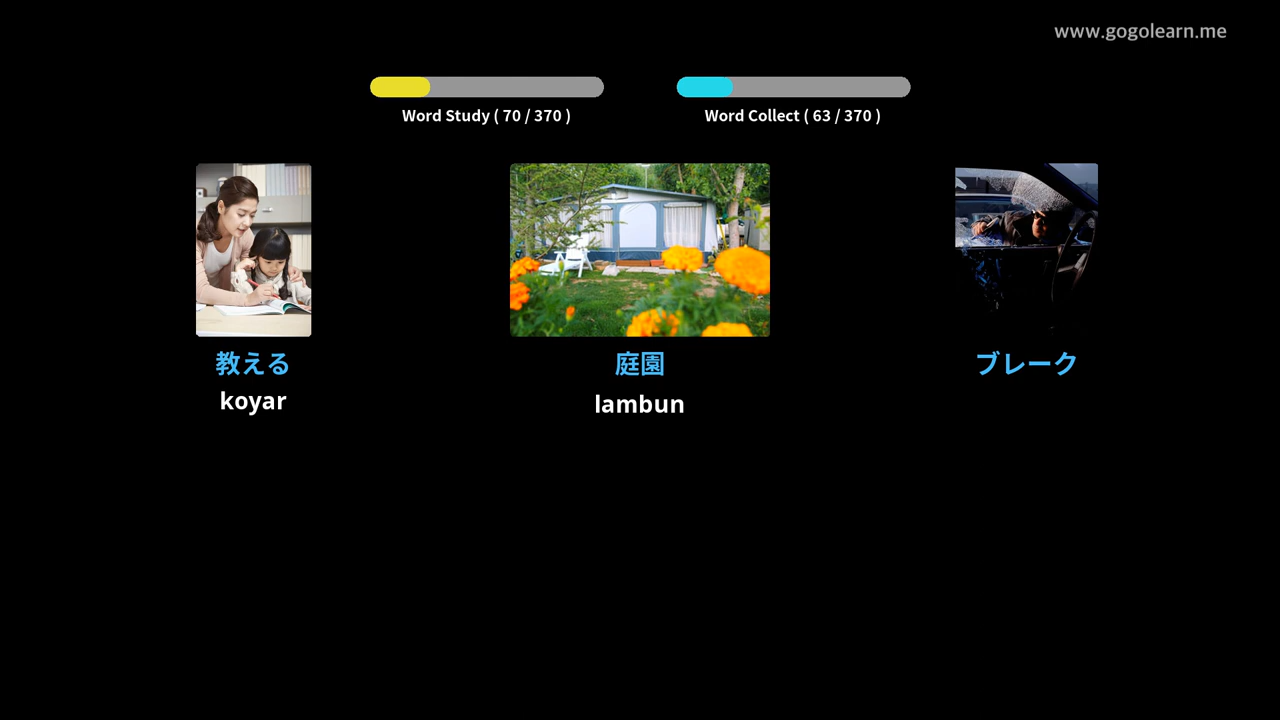 www.gogolearn.me
Word Study ( 70 / 370 )
Word Collect ( 63 / 370 )
教える
koyar
庭園
lambun
ブレーク